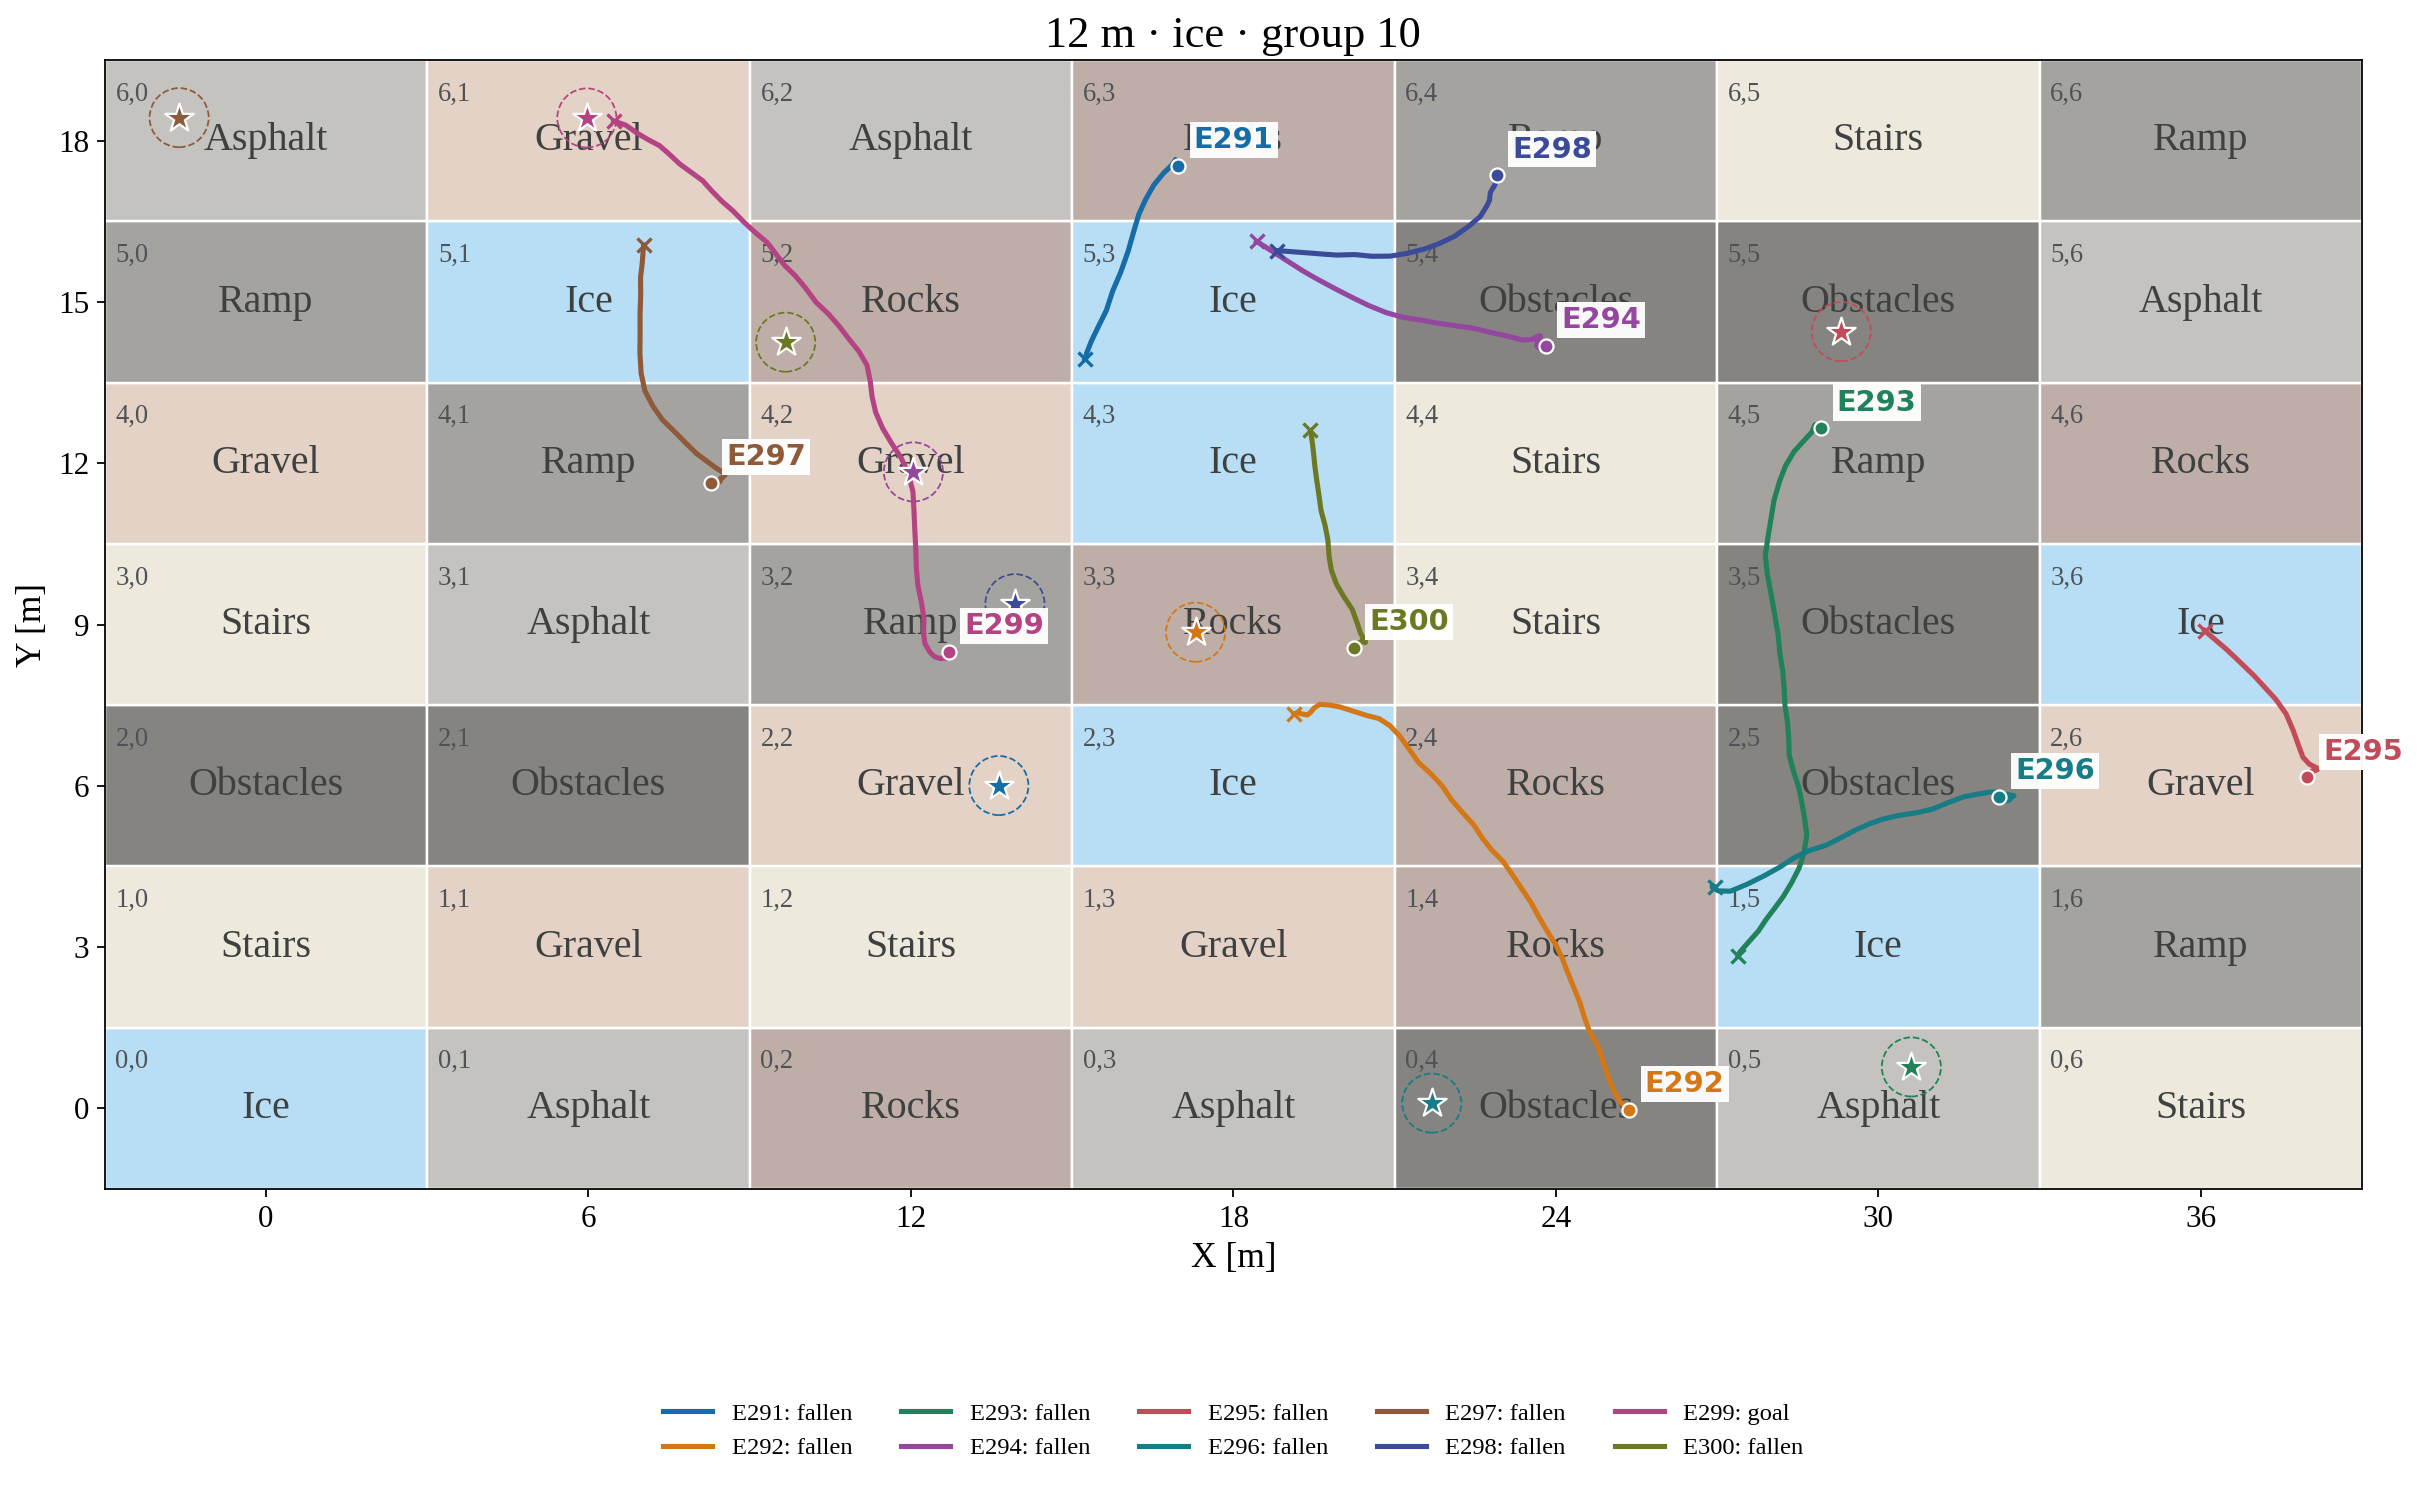 12 m · ice · group 10
6,0 6,1 6,2 6,3 6,4 6,5 6,6
Asphalt Gravel Asphalt E291 E298 Stairs Ramp
5,0 5,1 5,2 5,3 5,4 5,5 5,6
Ramp Ice Rocks Ice Obstacles Obstacles Asphalt
E294
4,0 4,1 4,2 4,3 4,4 4,5 4,6
E293
Gravel Ramp E297 Gravel Ice Stairs Ramp Rocks
3,0 3,1 3,2 3,3 3,4 3,5 3,6
Stairs Asphalt Ramp E299 Rocks E300 Stairs Obstacles Ice
2,0 2,1 2,2 2,3 2,4 2,5 2,6
E296 E295
Obstacles Obstacles Gravel Ice Rocks Obstacles Gravel
1,0 1,1 1,2 1,3 1,4 1,5 1,6
Stairs Gravel Stairs Gravel Rocks Ice Ramp
0,0 0,1 0,2 0,3 0,4 0,5 0,6
E292
Ice Asphalt Rocks Asphalt Obstacles Asphalt Stairs
18
15
12
9
6
3
0
Y [m]
0 6 12 18 24 30 36
X [m]
E291: fallen E293: fallen E295: fallen E297: fallen E299: goal
E292: fallen E294: fallen E296: fallen E298: fallen E300: fallen